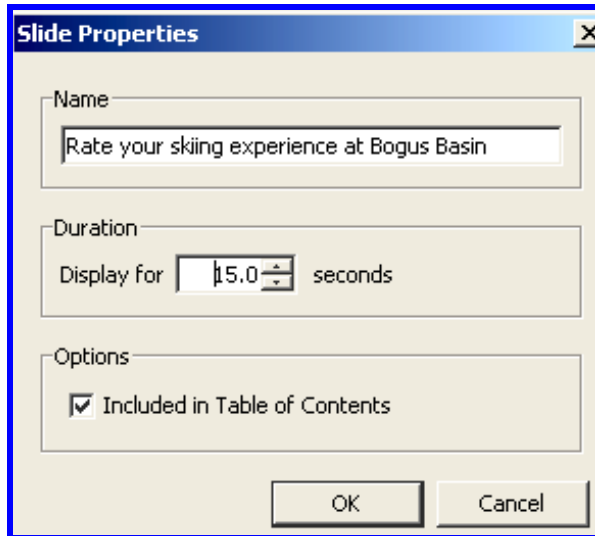 Slide Properties
Name
Rate your skiing experience at Bogus Basin
Duration
Display for 15.0 seconds
Options
Included in Table of Contents
OK Cancel